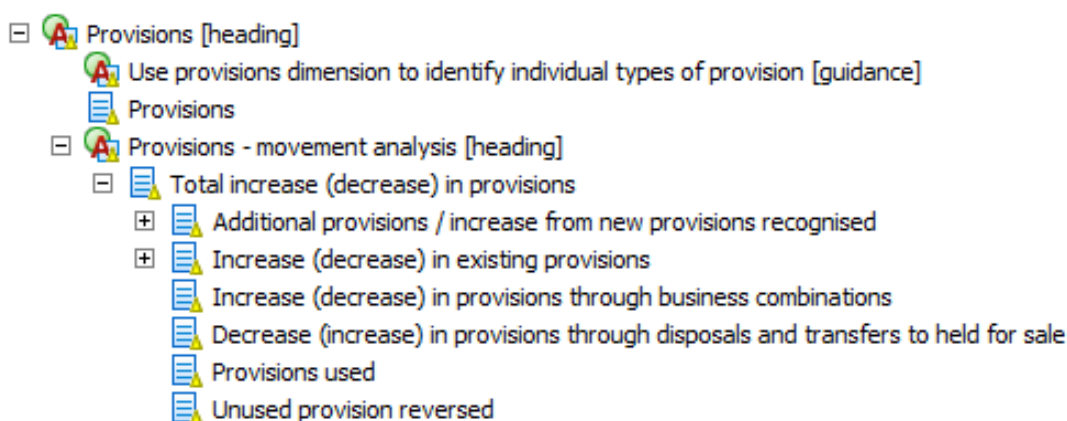 Provisions [heading]
Use provisions dimension to identify individual types of provision [guidance]
Provisions
Provisions - movement analysis [heading]
Total increase (decrease) in provisions
Additional provisions / increase from new provisions recognised
Increase (decrease) in existing provisions
Increase (decrease) in provisions through business combinations
Decrease (increase) in provisions through disposals and transfers to held for sale
Provisions used
Unused provision reversed